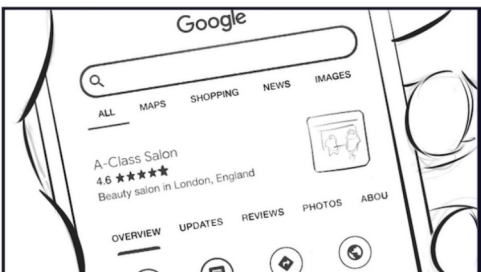 Google
ALL MAPS SHOPPING NEWS IMAGES
A-Class Salon
4.6 ★★★★★
Beauty salon in London, England
OVERVIEW UPDATES REVIEWS PHOTOS ABOU